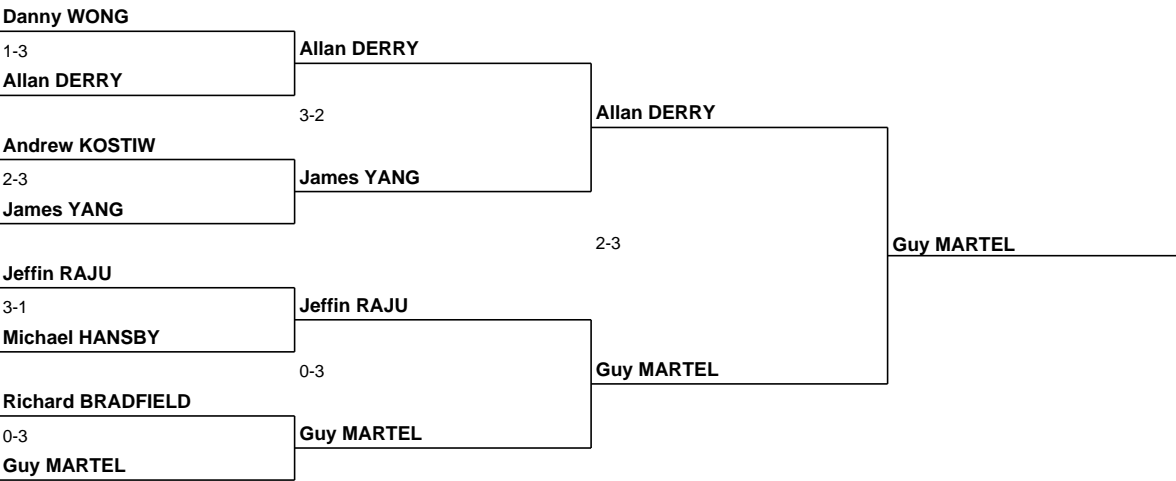 Danny WONG
1-3
Allan DERRY
Allan DERRY
3-2
Allan DERRY
Andrew KOSTIW
2-3
James YANG
James YANG
2-3
Guy MARTEL
Jeffin RAJU
3-1
Jeffin RAJU
Michael HANSBY
0-3
Guy MARTEL
Richard BRADFIELD
0-3
Guy MARTEL
Guy MARTEL